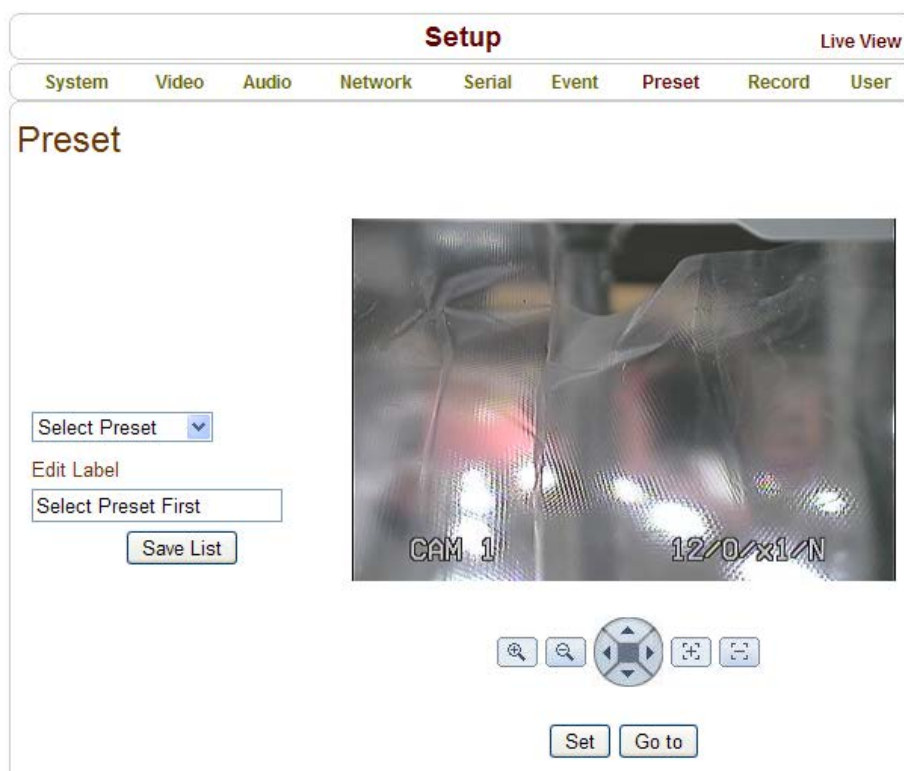 Setup
Live View
System Video Audio Network Serial Event Preset Record User
Preset
Select Preset
Edit Label
Select Preset First
Save List
CAM 1 12/0/x1/N
Set Go to